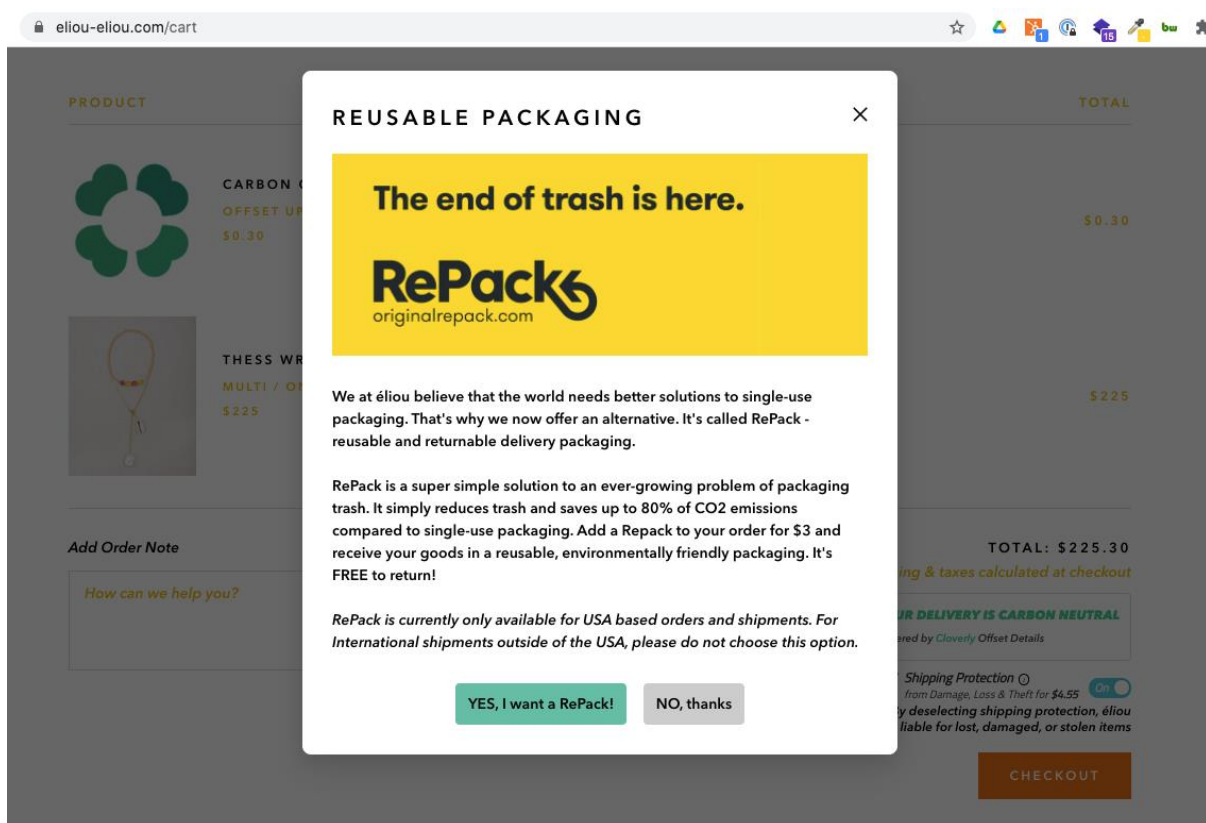 eliou-eliou.com/cart
1
15
bw
PRODUCT
TOTAL
REUSABLE PACKAGING
The end of trash is here.
RePack
originalrepack.com
CARBON
OFFSET UP
$0.30
$0.30
THESS WR
MULTI /
$225
$225
We at éliou believe that the world needs better solutions to single-use
packaging. That's why we now offer an alternative. It's called RePack -
reusable and returnable delivery packaging.
RePack is a super simple solution to an ever-growing problem of packaging
trash. It simply reduces trash and saves up to 80% of CO2 emissions
compared to single-use packaging. Add a Repack to your order for $3 and
receive your goods in a reusable, environmentally friendly packaging. It's
FREE to return!
RePack is currently only available for USA based orders and shipments. For
International shipments outside of the USA, please do not choose this option.
YES, I want a RePack!
NO, thanks
Add Order Note
How can we help you?
TOTAL: $225.30
ing & taxes calculated at checkout
UR DELIVERY IS CARBON NEUTRAL
ered by Cloverly Offset Details
Shipping Protection
from Damage, Loss & Theft for $4.55
On
By deselecting shipping protection, éliou
liable for lost, damaged, or stolen items
CHECKOUT